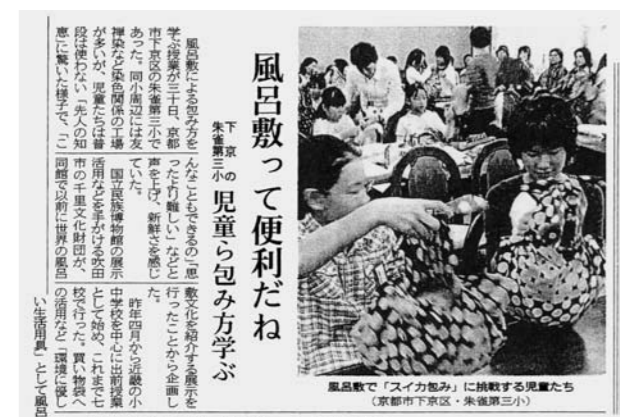 風呂敷って便利だね
下京の
朱雀第三小
児童ら包み方学ぶ
風呂敷による包み方を
学ぶ授業が三十日、京都
市下京区の朱雀第三小で
あった。同小周辺には友
禅染など染色関係の工場
が多いが、児童たちは普
段は使わない「先人の知
恵」に驚いた様子で、「こ
んなこともできるの」「思
ったより難しい」などと
声を上げ、新鮮さを感じ
ていた。
国立民族博物館の展示
活用などを手がける吹田
市の千里文化財団が、
同館で以前に世界の風呂
敷文化を紹介する展示を
行ったことから企画し
た。
昨年四月から近畿の小
中学校を中心に出前授業
として始め、これまで七
校で行った。買い物袋へ
の活用など「環境に優し
い生活用具」として風呂
風呂敷で「スイカ包み」に挑戦する児童たち
（京都市下京区・朱雀第三小）